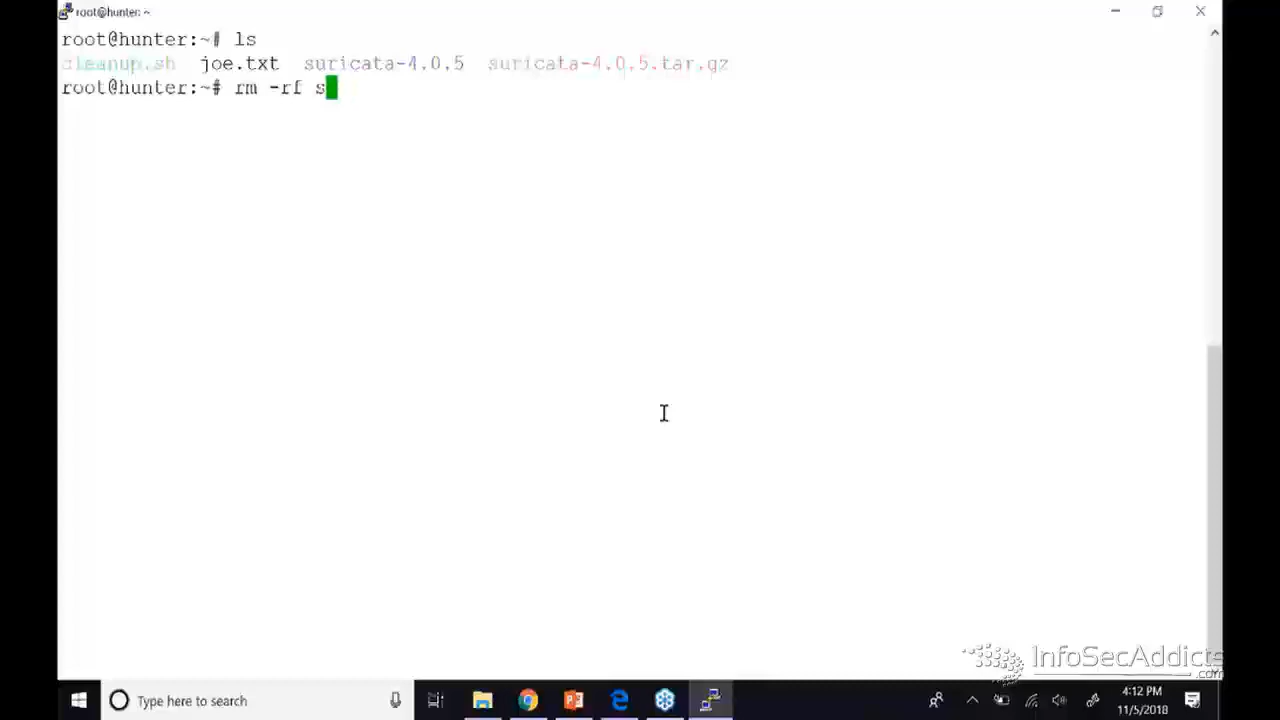 root@hunter: ~
root@hunter:~# ls
cleanup.sh joe.txt suricata-4.0.5 suricata-4.0.5.tar.gz
root@hunter:~# rm -rf s
InfoSecAddicts
.com
Type here to search
4:12 PM
11/5/2018